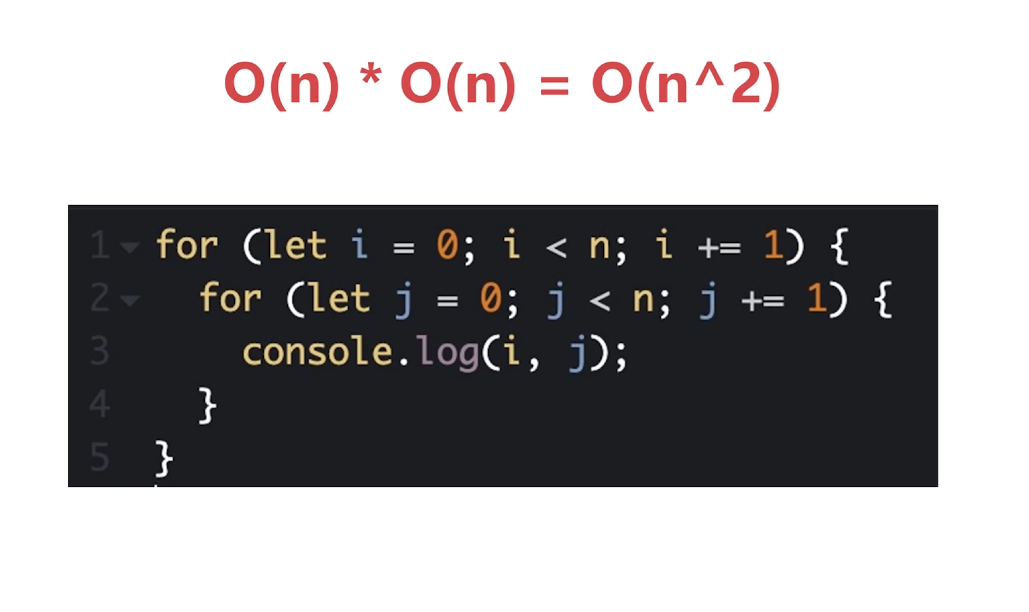 O(n) * O(n) = O(n^2)
1 for (let i = 0; i < n; i += 1) {
2   for (let j = 0; j < n; j += 1) {
3     console.log(i, j);
4   }
5 }